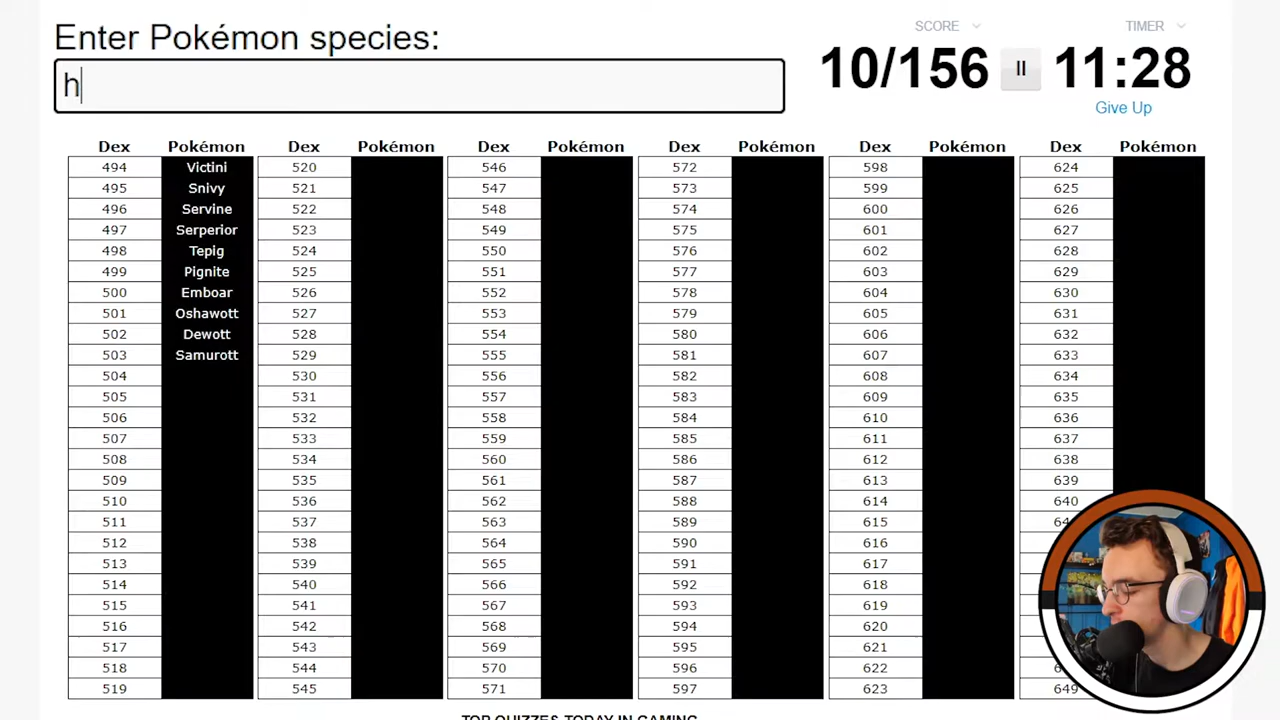 Enter Pokémon species:
SCORE TIMER
h
10/156 11:28
Give Up
Dex Pokémon Dex Pokémon Dex Pokémon Dex Pokémon Dex Pokémon Dex Pokémon
494 Victini 520 546 572 598 624
495 Snivy 521 547 573 599 625
496 Servine 522 548 574 600 626
497 Serperior 523 549 575 601 627
498 Tepig 524 550 576 602 628
499 Pignite 525 551 577 603 629
500 Emboar 526 552 578 604 630
501 Oshawott 527 553 579 605 631
502 Dewott 528 554 580 606 632
503 Samurott 529 555 581 607 633
504 530 556 582 608 634
505 531 557 583 609 635
506 532 558 584 610 636
507 533 559 585 611 637
508 534 560 586 612 638
509 535 561 587 613 639
510 536 562 588 614 640
511 537 563 589 615
512 538 564 590 616
513 539 565 591 617
514 540 566 592 618
515 541 567 593 619
516 542 568 594 620
517 543 569 595 621
518 544 570 596 622
519 545 571 597 623 649
TOP QUIZZES TODAY IN GAMING